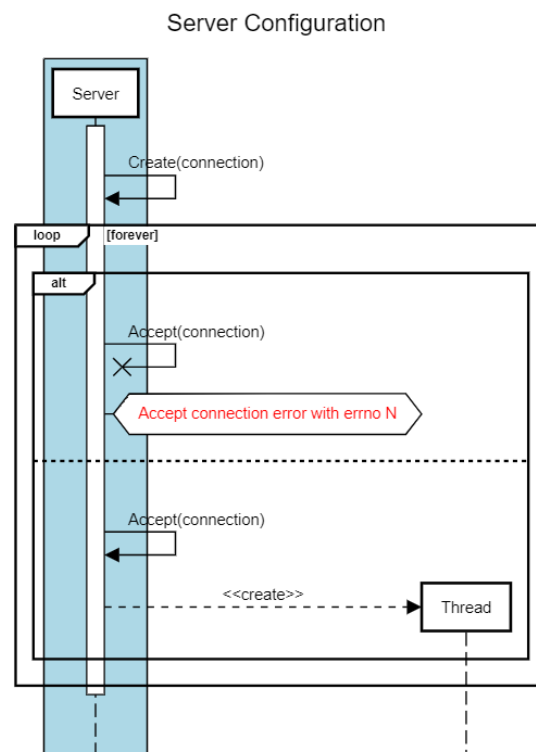 Server Configuration
Server
Create(connection)
loop [forever]
alt
Accept(connection)
Accept connection error with errno N
Accept(connection)
<<create>>
Thread